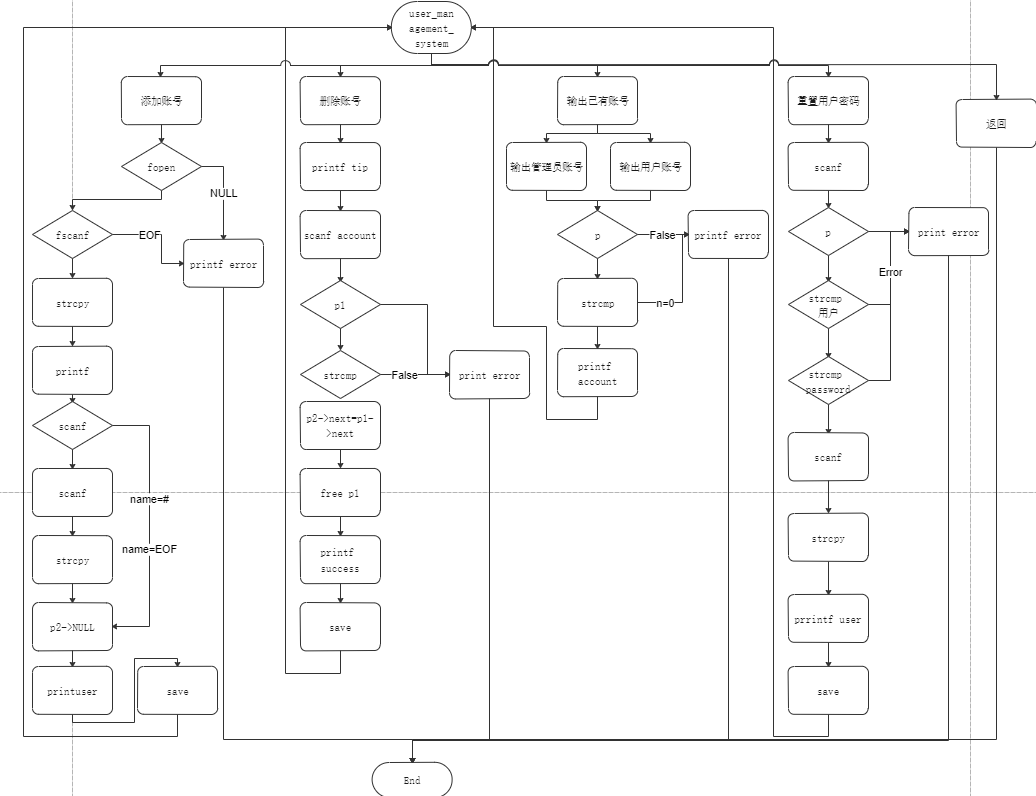 user_man
agement_
system
添加账号
fopen
NULL
fscanf
EOF
printf error
strcpy
printf
scanf
name=#
name=EOF
scanf
strcpy
p2->NULL
printuser
save
删除账号
printf tip
scanf account
p1
strcmp
False
print error
p2->next=p1-
>next
free p1
printf
success
save
输出已有账号
输出管理员账号
输出用户账号
p
False
printf error
strcmp
n=0
printf
account
重置用户密码
scanf
p
print error
Error
strcmp
用户
strcmp
password
scanf
strcpy
prrintf user
save
返回
End